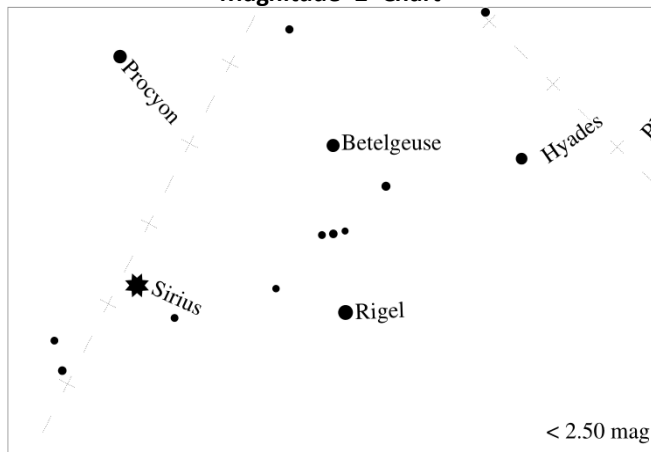 Magnitude 2 Chart
Procyon
Betelgeuse
Hyades
Sirius
Rigel
< 2.50 mag